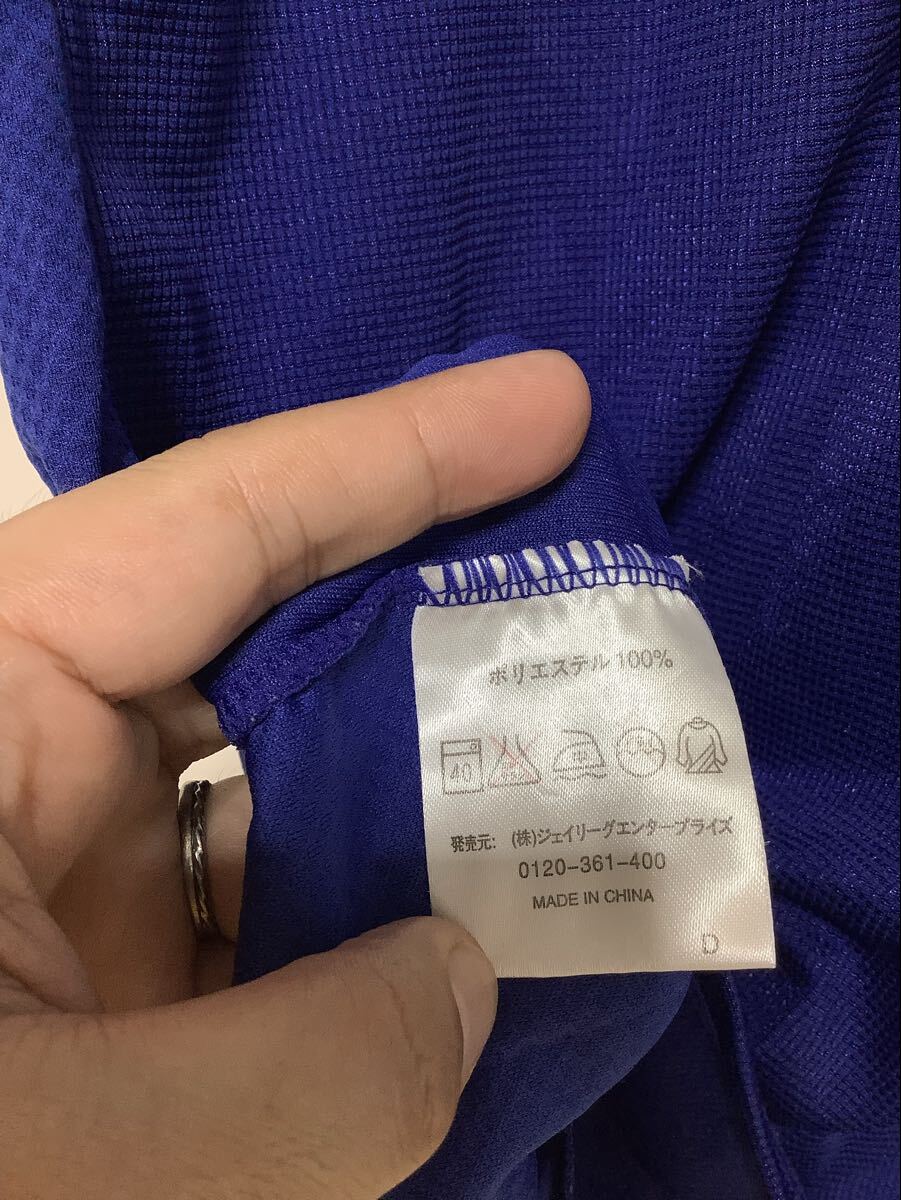 ポリエステル 100%
40
発売元: (株)ジェイリーグエンタープライズ
0120-361-400
MADE IN CHINA
D